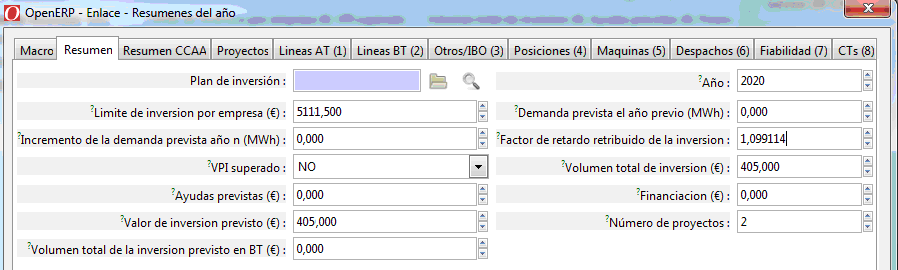 OpenERP - Enlace - Resumenes del año
Macro Resumen Resumen CCAA Proyectos Lineas AT (1) Lineas BT (2) Otros/IBO (3) Posiciones (4) Maquinas (5) Despachos (6) Fiabilidad (7) CTs (8)
Plan de inversión : ?Año : 2020
?Limite de inversion por empresa (€) : 5111,500 ?Demanda prevista el año previo (MWh) : 0,000
?Incremento de la demanda prevista año n (MWh) : 0,000 ?Factor de retardo retribuido de la inversion : 1,099114
?VPI superado : NO ?Volumen total de inversion (€) : 405,000
?Ayudas previstas (€) : 0,000 ?Financiacion (€) : 0,000
?Valor de inversion previsto (€) : 405,000 ?Número de proyectos : 2
?Volumen total de la inversion previsto en BT (€) : 0,000